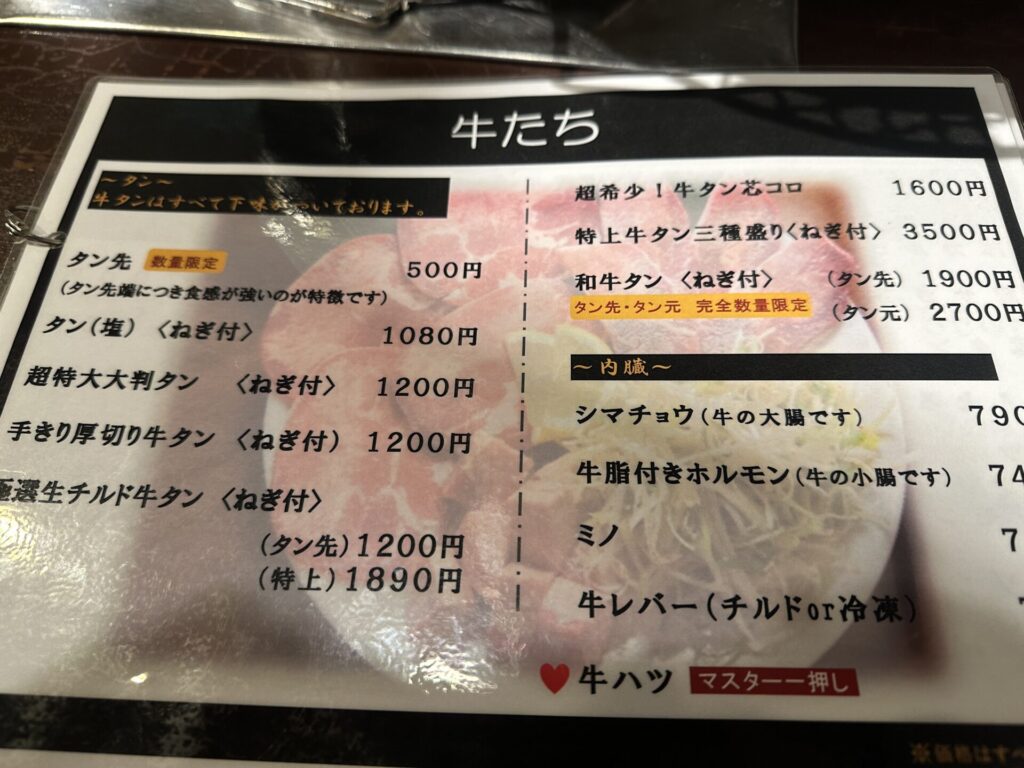 牛たち
〜タン〜
牛タンはすべて下味がついております。
タン先 数量限定 500円
（タン先端につき食感が強いのが特徴です）
タン（塩） 〈ねぎ付〉 1080円
超特大大判タン 〈ねぎ付〉 1200円
手きり厚切り牛タン 〈ねぎ付） 1200円
極選生チルド牛タン 〈ねぎ付〉
（タン先）1200円
（特上）1890円
超希少！牛タン芯コロ 1600円
特上牛タン三種盛り〈ねぎ付〉 3500円
和牛タン 〈ねぎ付〉 （タン先） 1900円
タン先・タン元 完全数量限定 （タン元） 2700円
〜内臓〜
シマチョウ（牛の大腸です） 790
牛脂付きホルモン（牛の小腸です） 74
ミノ 7
牛レバー（チルドor冷凍）
♥牛ハツ マスター一押し
※価格はすべ